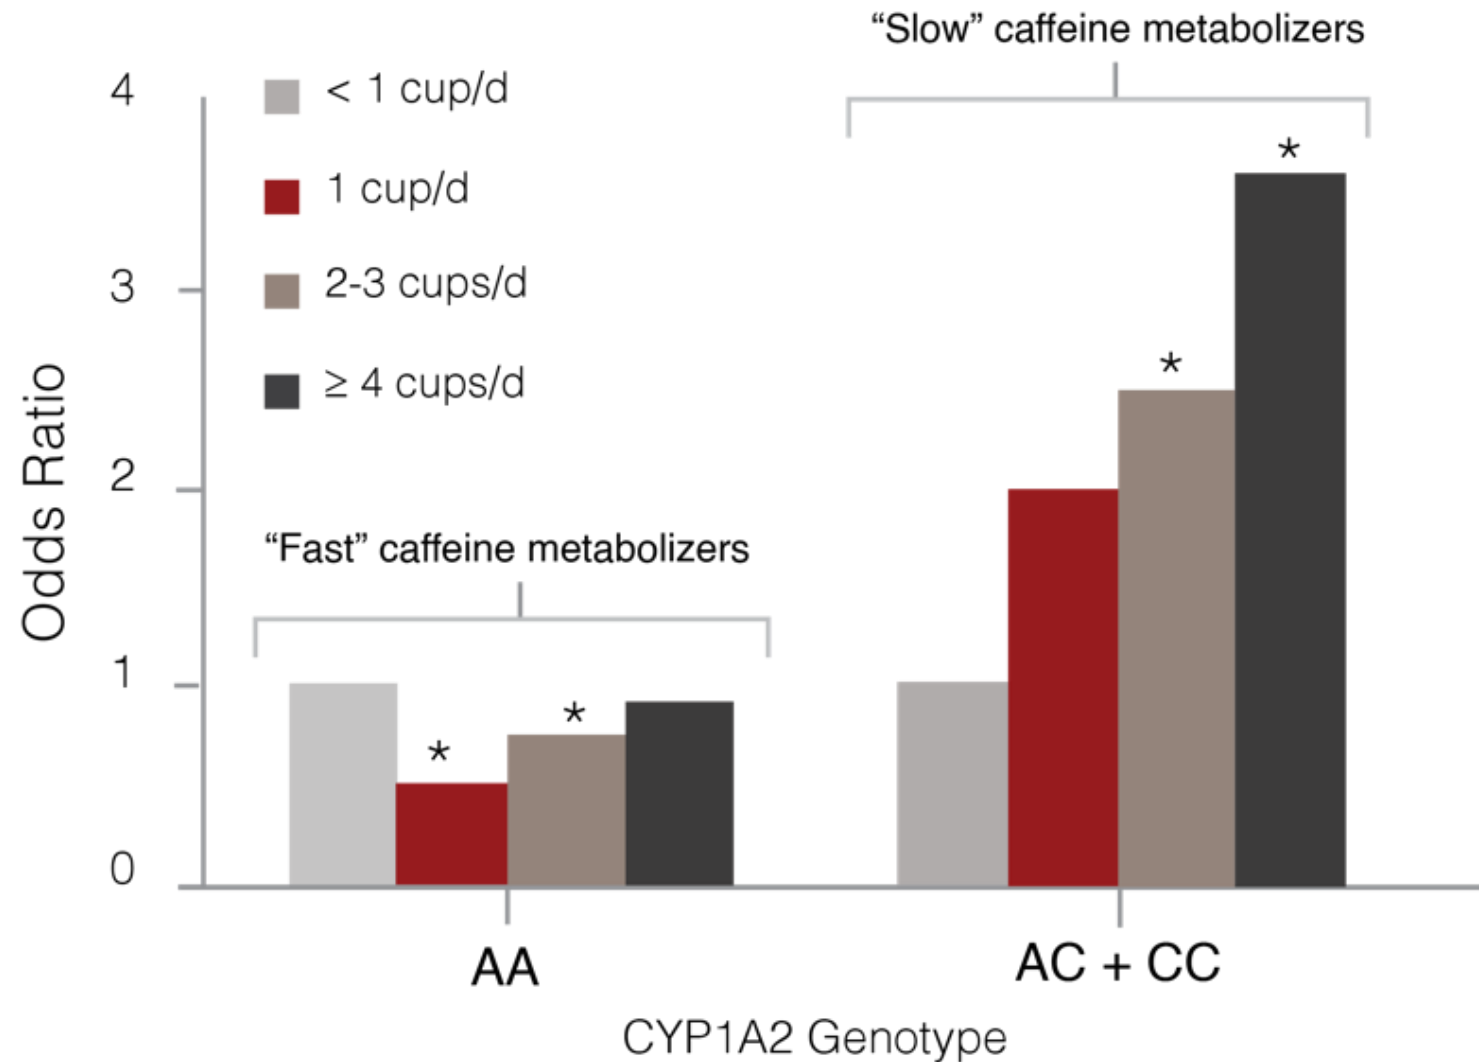 “Slow” caffeine metabolizers
4
< 1 cup/d
1 cup/d
3
2-3 cups/d
≥ 4 cups/d
2
“Fast” caffeine metabolizers
1
0
Odds Ratio
*
*
*
*
AA
AC + CC
CYP1A2 Genotype